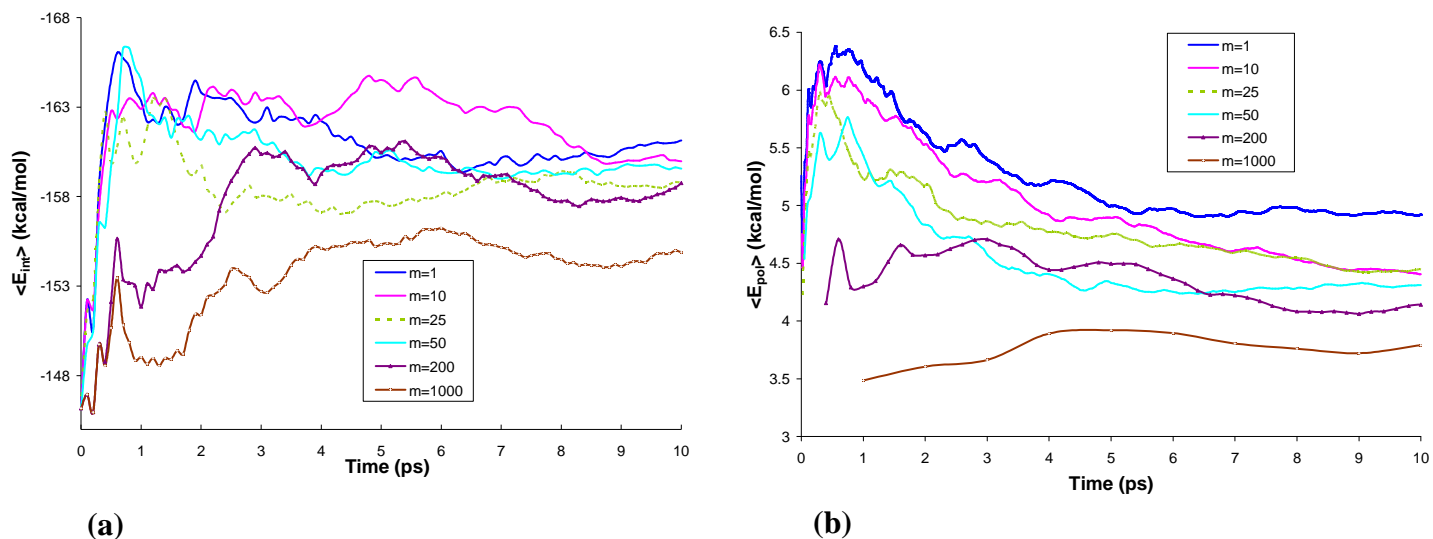 -168
-163
-158
-153
-148
<E_int> (kcal/mol)
m=1
m=10
m=25
m=50
m=200
m=1000
0 1 2 3 4 5 6 7 8 9 10
Time (ps)
(a)
6.5
6
5.5
5
4.5
4
3.5
3
<E_pol> (kcal/mol)
m=1
m=10
m=25
m=50
m=200
m=1000
0 1 2 3 4 5 6 7 8 9 10
Time (ps)
(b)